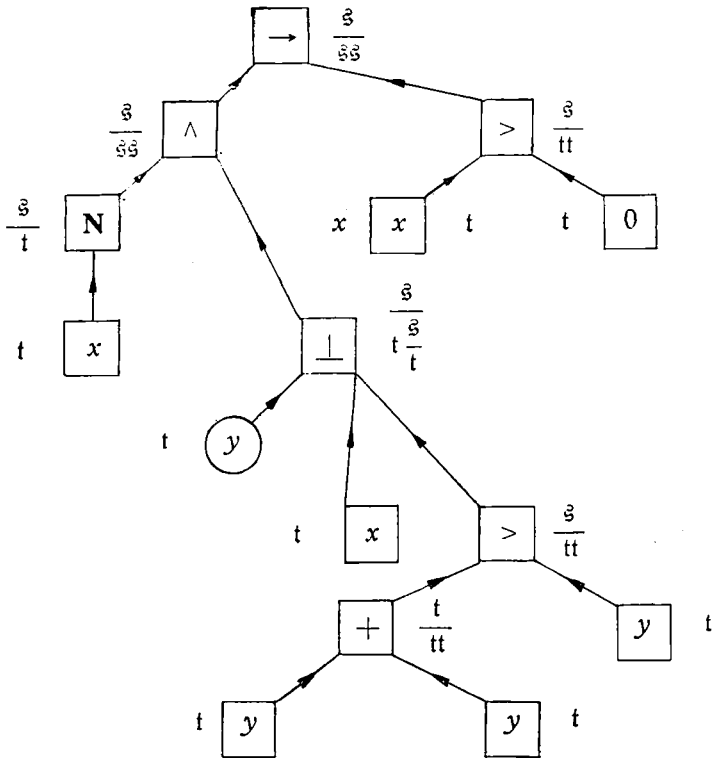 → 𝔰
𝔰𝔰
𝔰
𝔰𝔰
∧
> 𝔰
tt
𝔰
t
N
x x t
t 0
t x
⊥ 𝔰
t 𝔰
t
t y
t x
> 𝔰
tt
+ t
tt
y t
t y
y t